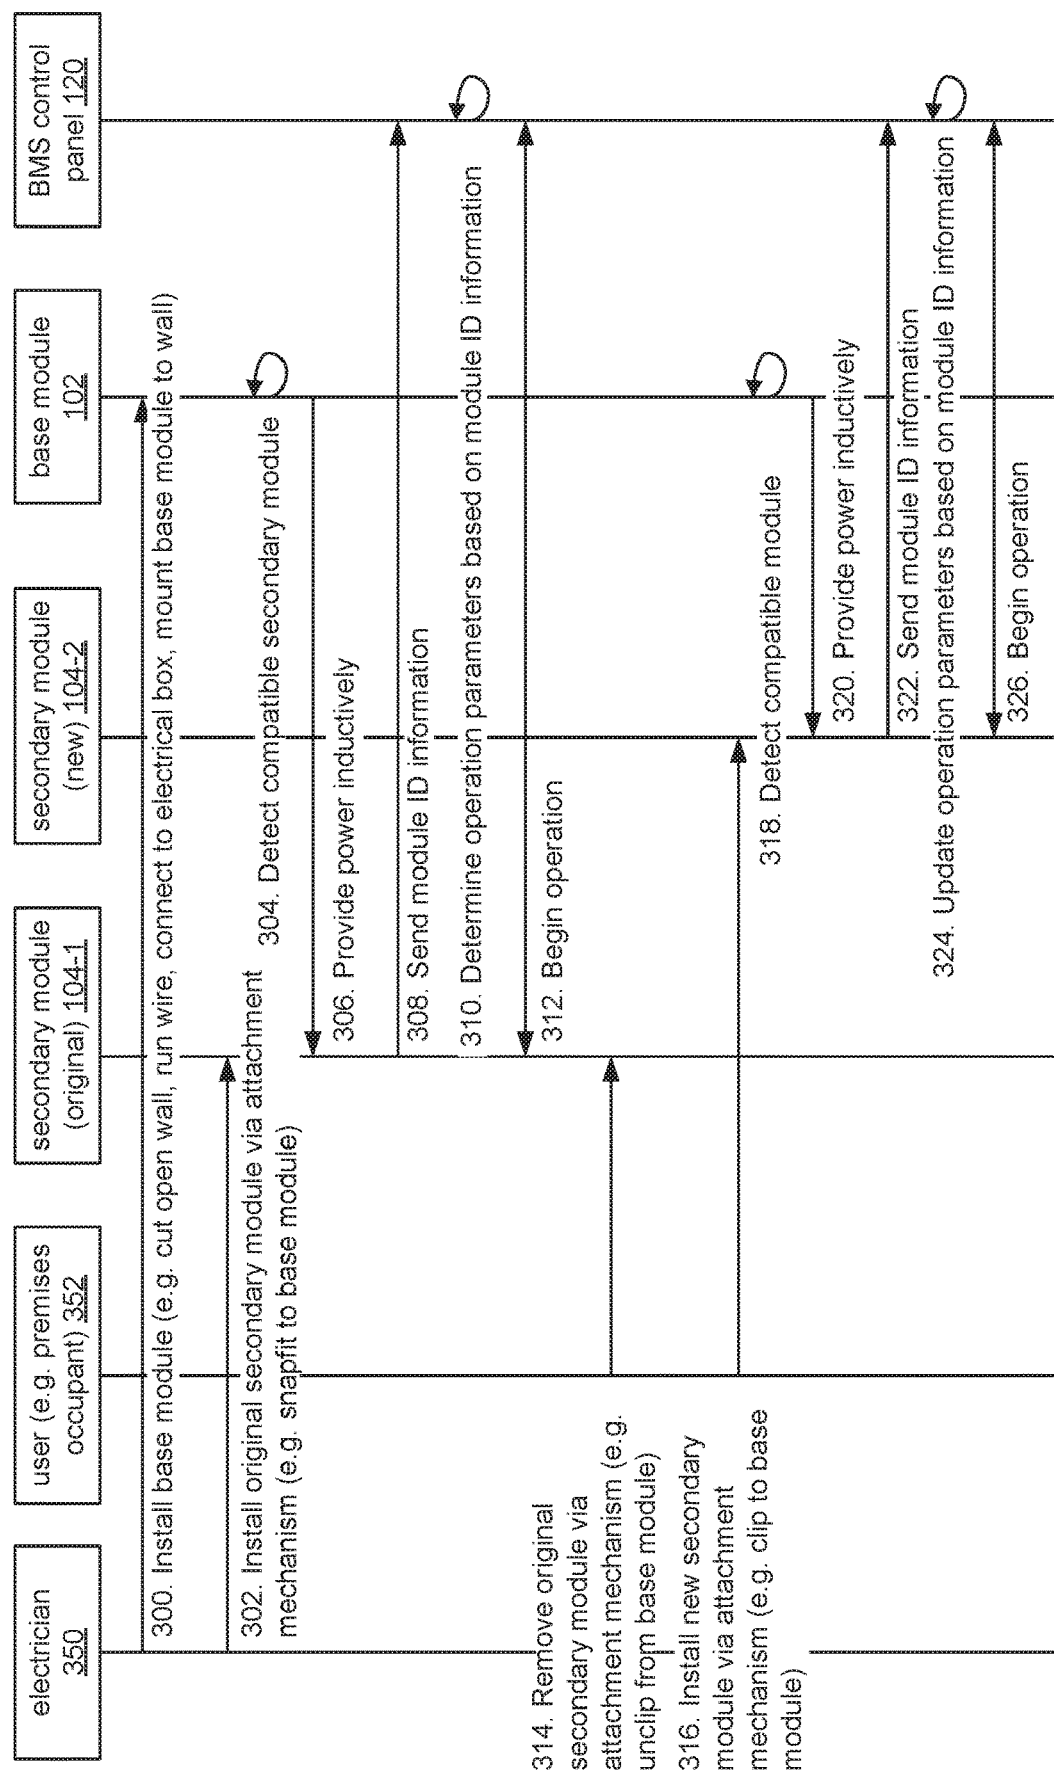 electrician
350
user (e.g. premises
occupant) 352
secondary module
(original) 104-1
secondary module
(new) 104-2
base module
102
BMS control
panel 120
300. Install base module (e.g. cut open wall, run wire, connect to electrical box, mount base module to wall)
302. Install original secondary module via attachment
mechanism (e.g. snapfit to base module)
304. Detect compatible secondary module
306. Provide power inductively
308. Send module ID information
310. Determine operation parameters based on module ID information
312. Begin operation
314. Remove original
secondary module via
attachment mechanism (e.g.
unclip from base module)
316. Install new secondary
module via attachment
mechanism (e.g. clip to base
module)
318. Detect compatible module
320. Provide power inductively
322. Send module ID information
324. Update operation parameters based on module ID information
326. Begin operation